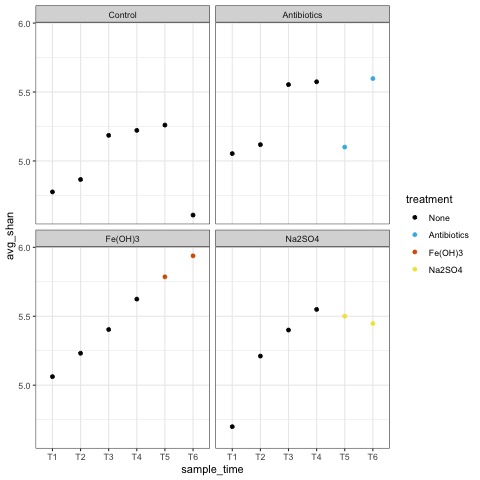 Control
Antibiotics
6.0
5.5
5.0
Fe(OH)3
Na2SO4
6.0
5.5
5.0
T1 T2 T3 T4 T5 T6
T1 T2 T3 T4 T5 T6
sample_time
avg_shan
treatment
None
Antibiotics
Fe(OH)3
Na2SO4